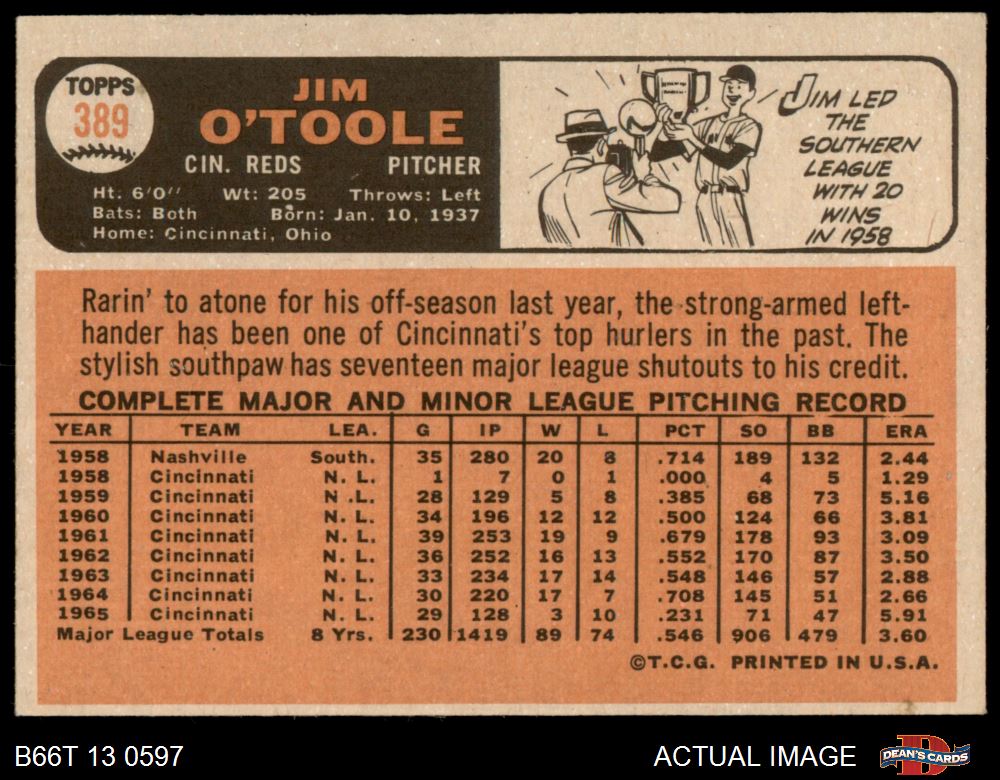 TOPPS
389
JIM
O'TOOLE
CIN. REDS PITCHER
Ht. 6'0" Wt: 205 Throws: Left
Bats: Both Born: Jan. 10, 1937
Home: Cincinnati, Ohio
JIM LED
THE
SOUTHERN
LEAGUE
WITH 20
WINS
IN 1958
Rarin' to atone for his off-season last year, the strong-armed left-
hander has been one of Cincinnati's top hurlers in the past. The
stylish southpaw has seventeen major league shutouts to his credit.
COMPLETE MAJOR AND MINOR LEAGUE PITCHING RECORD
YEAR TEAM LEA. G IP W L PCT SO BB ERA
1958 Nashville South. 35 280 20 8 .714 189 132 2.44
1958 Cincinnati N. L. 1 7 0 1 .000 4 5 1.29
1959 Cincinnati N .L. 28 129 5 8 .385 68 73 5.16
1960 Cincinnati N. L. 34 196 12 12 .500 124 66 3.81
1961 Cincinnati N. L. 39 253 19 9 .679 178 93 3.09
1962 Cincinnati N. L. 36 252 16 13 .552 170 87 3.50
1963 Cincinnati N. L. 33 234 17 14 .548 146 57 2.88
1964 Cincinnati N. L. 30 220 17 7 .708 145 51 2.66
1965 Cincinnati N. L. 29 128 3 10 .231 71 47 5.91
Major League Totals 8 Yrs. 230 1419 89 74 .546 906 479 3.60
©T.C.G. PRINTED IN U.S.A.
B66T 13 0597 ACTUAL IMAGE
DEAN'S CARDS